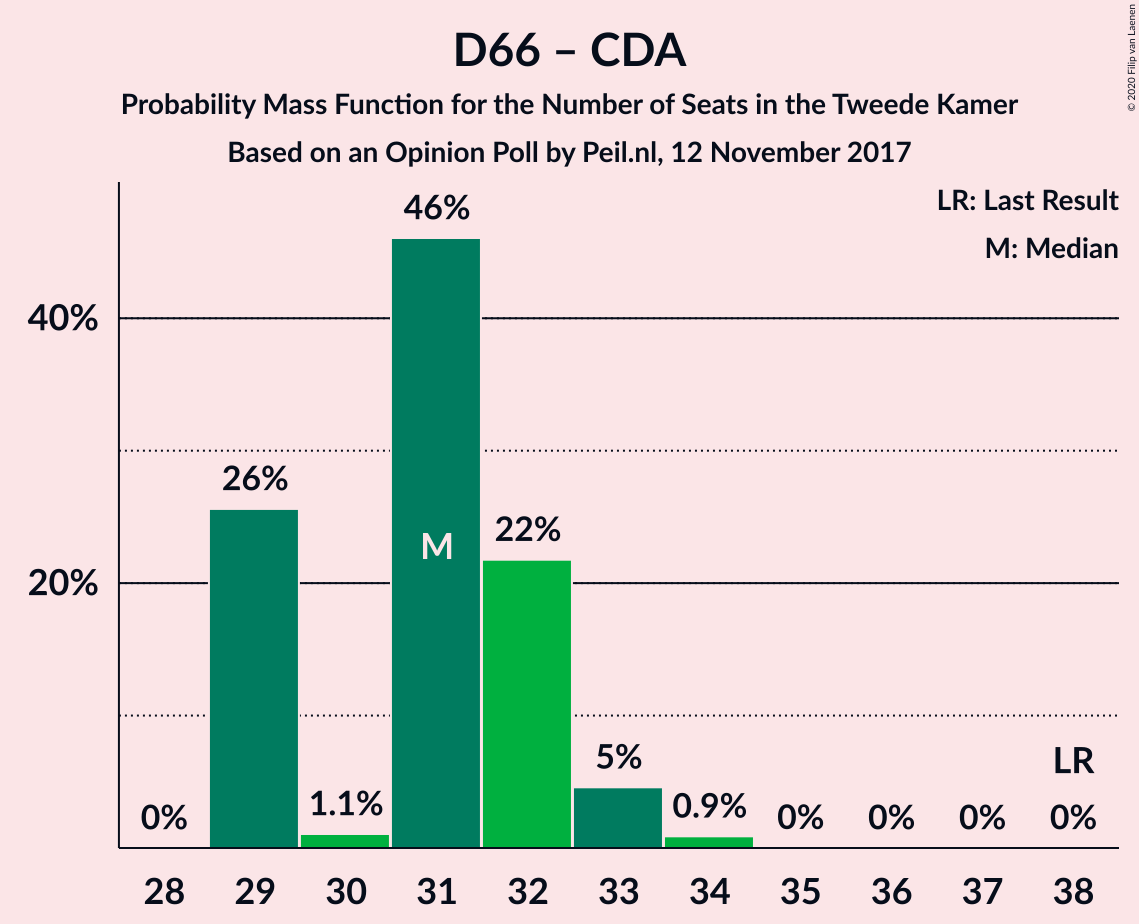 D66 – CDA
Probability Mass Function for the Number of Seats in the Tweede Kamer
Based on an Opinion Poll by Peil.nl, 12 November 2017
© 2020 Filip van Laenen
LR: Last Result
M: Median
40%
20%
0%
26%
1.1%
46%
M
22%
5%
0.9%
0%
0%
0%
LR
0%
28 29 30 31 32 33 34 35 36 37 38